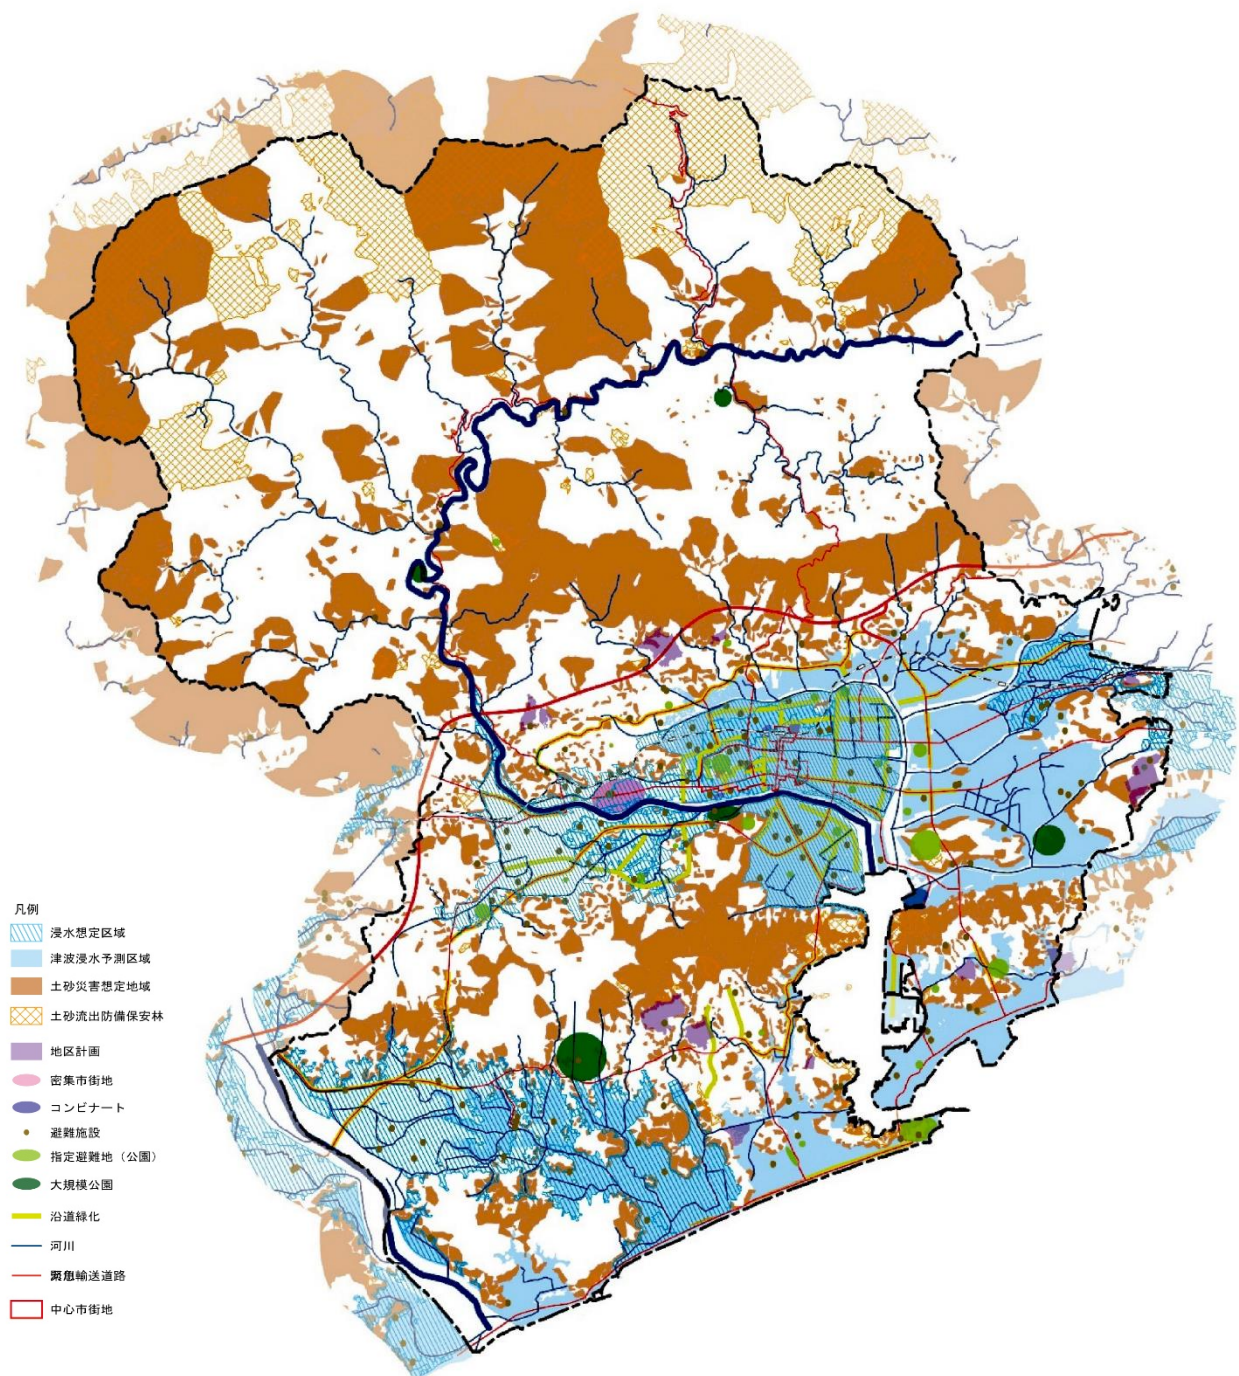 凡例
浸水想定区域
津波浸水予測区域
土砂災害想定地域
土砂流出防備保安林
地区計画
密集市街地
コンビナート
避難施設
指定避難地（公園）
大規模公園
沿道緑化
河川
輸送道路
中心市街地